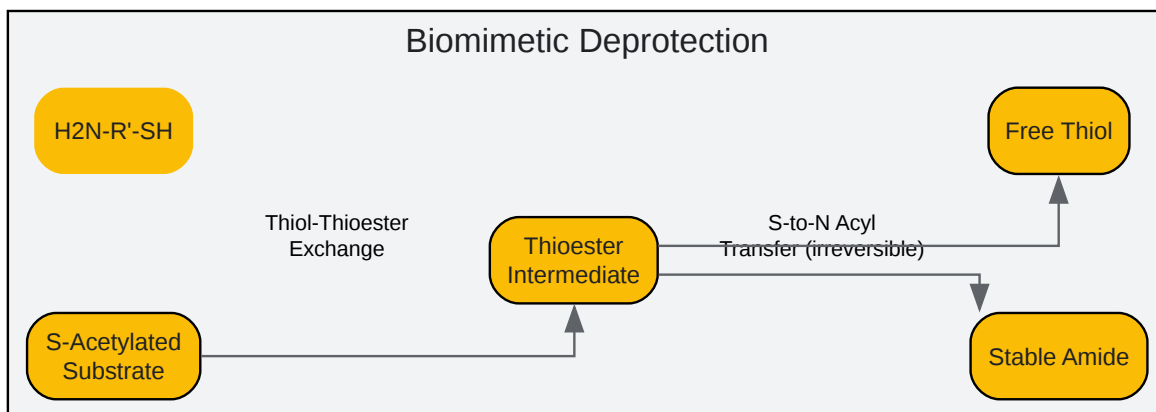 Biomimetic Deprotection
H2N-R'-SH
Free Thiol
Thiol-Thioester
Exchange
Thioester
Intermediate
S-to-N Acyl
Transfer (irreversible)
S-Acetylated
Substrate
Stable Amide